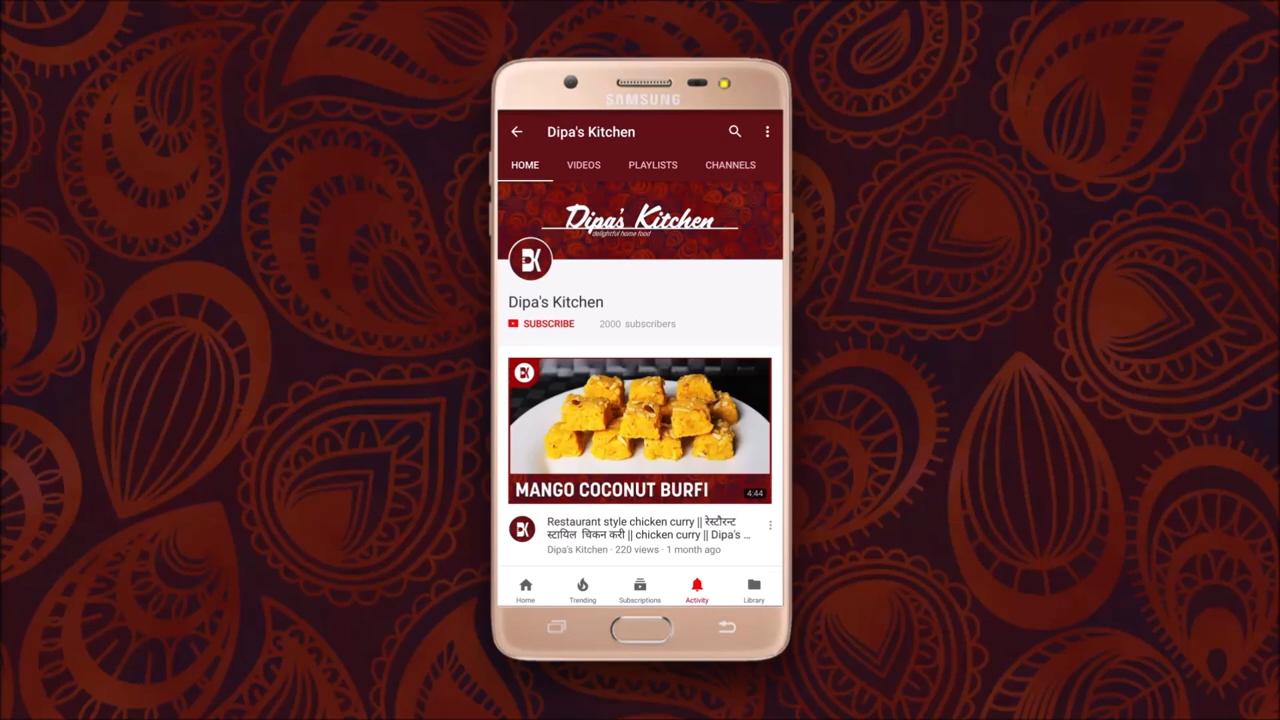 SAMSUNG
Dipa's Kitchen
HOME VIDEOS PLAYLISTS CHANNELS
Dipa's Kitchen
delightful home food
DK
Dipa's Kitchen
SUBSCRIBE 2000 subscribers
DK
MANGO COCONUT BURFI 4:44
DK
Restaurant style chicken curry || रेस्टौरन्ट
स्टायिल चिकन करी || chicken curry || Dipa's ...
Dipa's Kitchen · 220 views · 1 month ago
Home Trending Subscriptions Activity Library